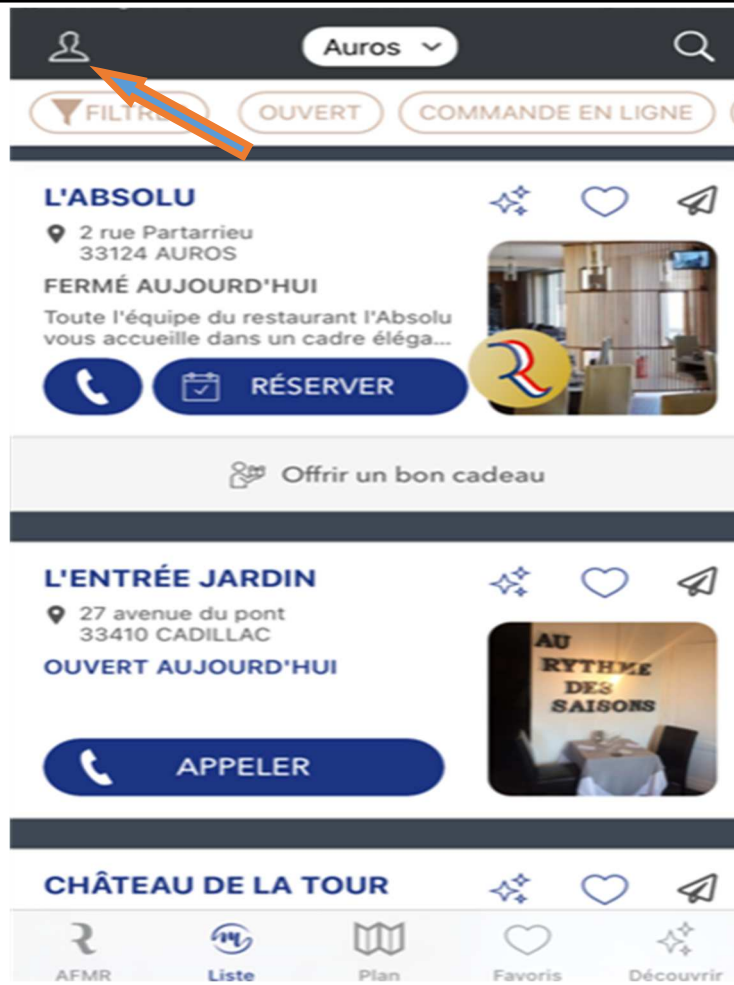 Auros
FILTRES
OUVERT
COMMANDE EN LIGNE
L'ABSOLU
2 rue Partarrieu
33124 AUROS
FERMÉ AUJOURD'HUI
Toute l'équipe du restaurant l'Absolu
vous accueille dans un cadre éléga...
RÉSERVER
Offrir un bon cadeau
L'ENTRÉE JARDIN
27 avenue du pont
33410 CADILLAC
OUVERT AUJOURD'HUI
AU
RYTHME
DES
SAISONS
APPELER
CHÂTEAU DE LA TOUR
AFMR
Liste
Plan
Favoris
Découvrir